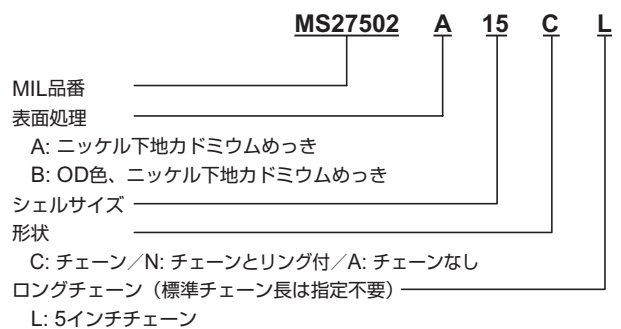 MS27502 A 15 C L
MIL品番
表面処理
A: ニッケル下地カドミウムめっき
B: OD色、ニッケル下地カドミウムめっき
シェルサイズ
形状
C: チェーン／N: チェーンとリング付／A: チェーンなし
ロングチェーン（標準チェーン長は指定不要）
L: 5インチチェーン